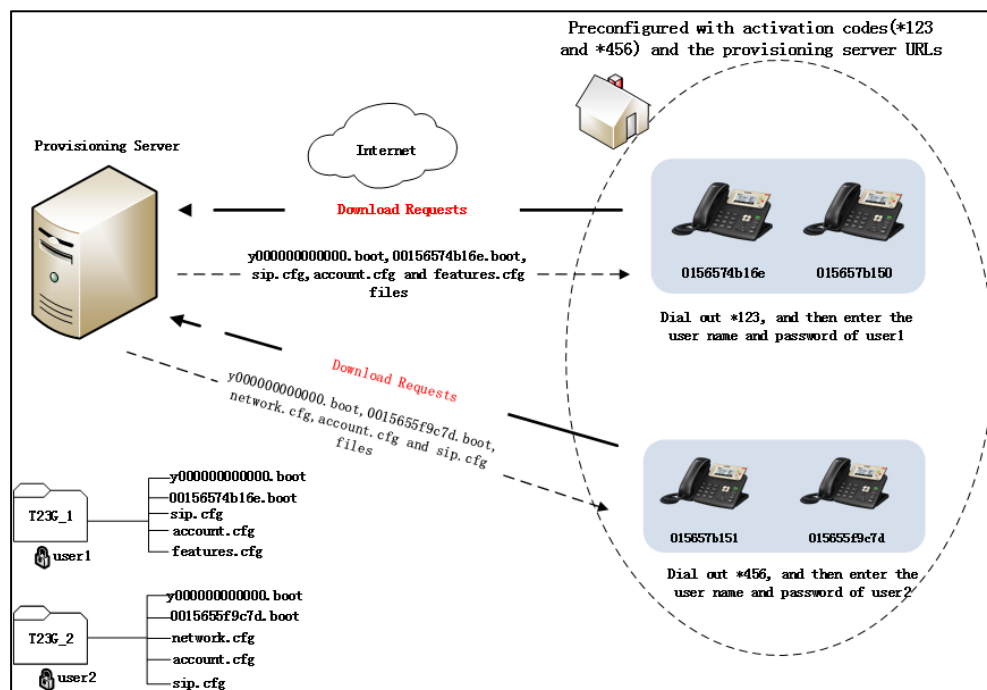 Preconfigured with activation codes(*123
and *456) and the provisioning server URLs
Provisioning Server
Internet
Download Requests
y000000000000.boot,00156574b16e.boot,
sip.cfg,account.cfg and features.cfg
files
0156574b16e
015657b150
Dial out *123, and then enter the
user name and password of user1
Download Requests
y000000000000.boot,0015655f9c7d.boot,
network.cfg,account.cfg and sip.cfg
files
015657b151
015655f9c7d
Dial out *456, and then enter the
user name and password of user2
T23G_1
user1
y000000000000.boot
00156574b16e.boot
sip.cfg
account.cfg
features.cfg
T23G_2
user2
y000000000000.boot
0015655f9c7d.boot
network.cfg
account.cfg
sip.cfg